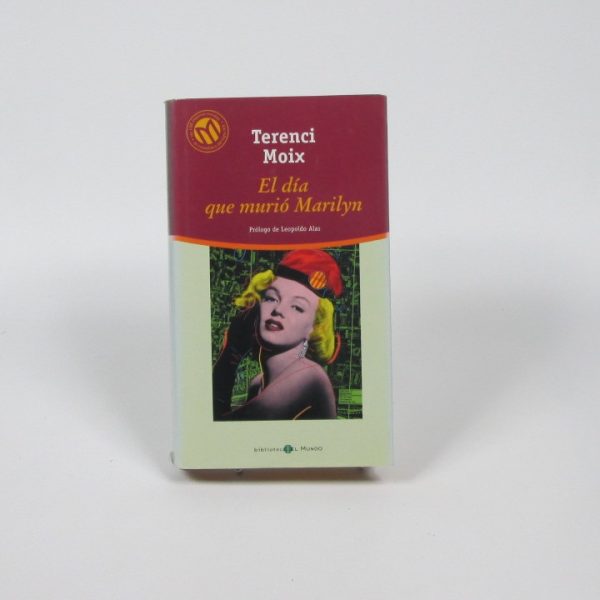 Terenci
Moix
El día
que murió Marilyn
Prólogo de Leopoldo Alas
biblioteca EL MUNDO